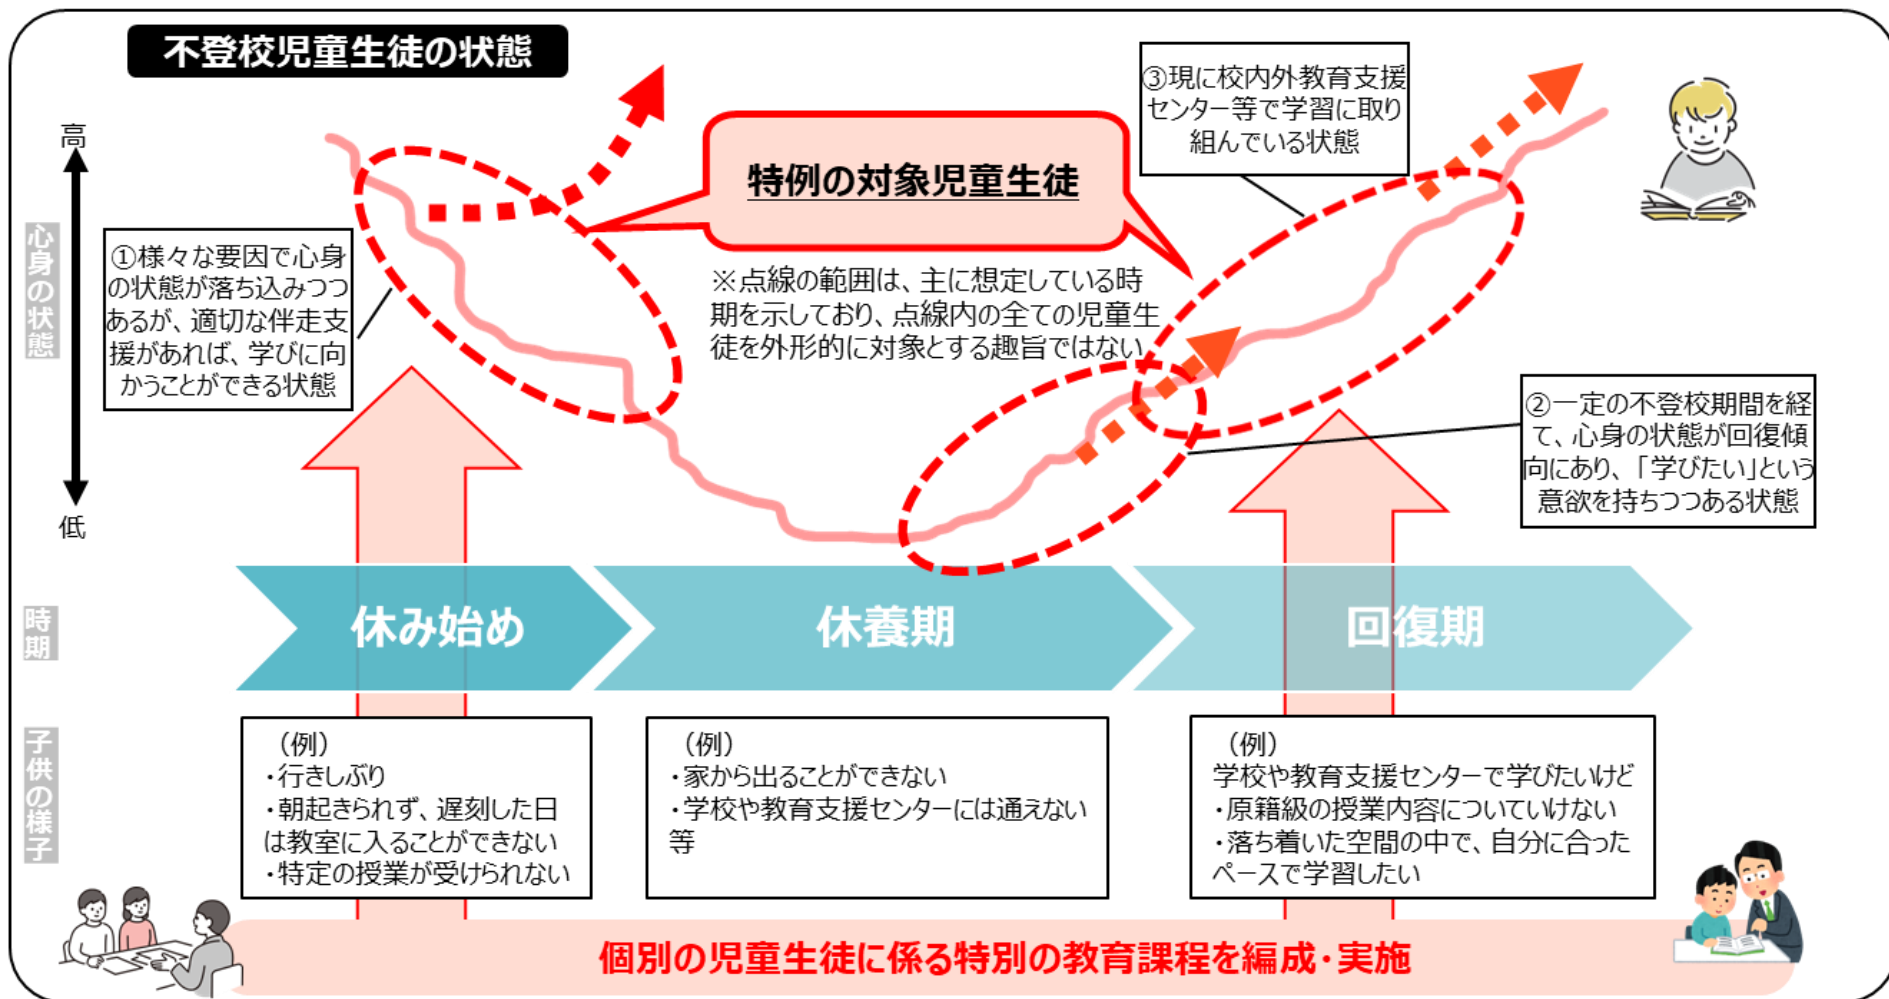 不登校児童生徒の状態
高
心身の状態
低
①様々な要因で心身
の状態が落ち込みつつ
あるが、適切な伴走支
援があれば、学びに向
かうことができる状態
特例の対象児童生徒
※点線の範囲は、主に想定している時
期を示しており、点線内の全ての児童生
徒を外形的に対象とする趣旨ではない
③現に校内外教育支援
センター等で学習に取り
組んでいる状態
②一定の不登校期間を経
て、心身の状態が回復傾
向にあり、「学びたい」という
意欲を持ちつつある状態
時期
休み始め
休養期
回復期
子供の様子
（例）
・行きしぶり
・朝起きられず、遅刻した日
は教室に入ることができない
・特定の授業が受けられない
（例）
・家から出ることができない
・学校や教育支援センターには通えない
等
（例）
学校や教育支援センターで学びたいけど
・原籍級の授業内容についていけない
・落ち着いた空間の中で、自分に合った
ペースで学習したい
個別の児童生徒に係る特別の教育課程を編成・実施